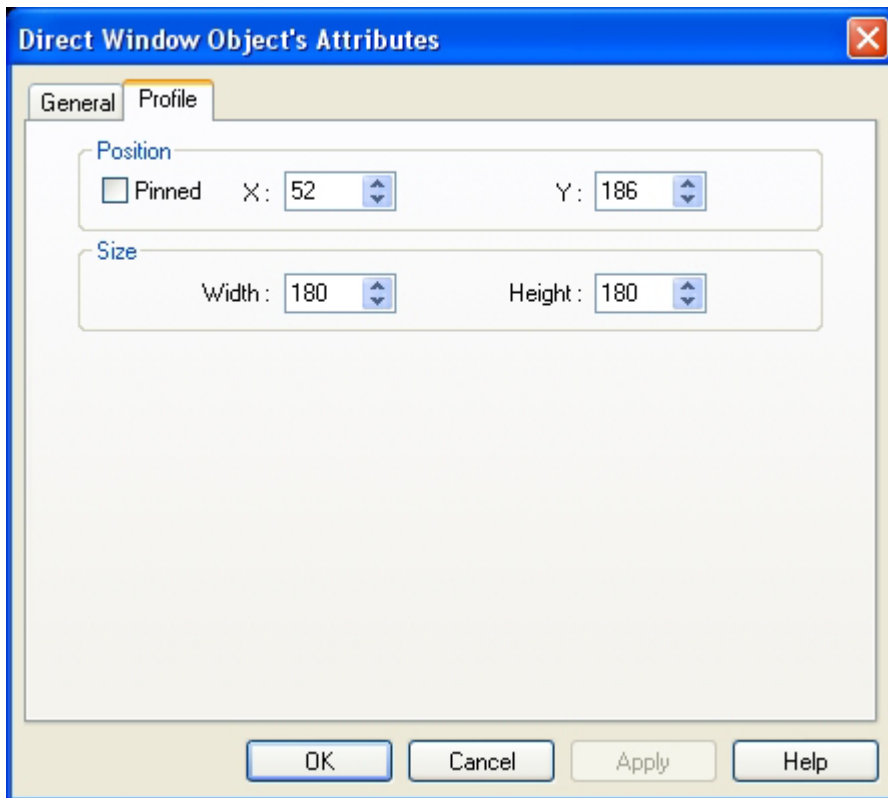 Direct Window Object's Attributes
General Profile
Position
Pinned X : 52 Y : 186
Size
Width : 180 Height : 180
OK Cancel Apply Help